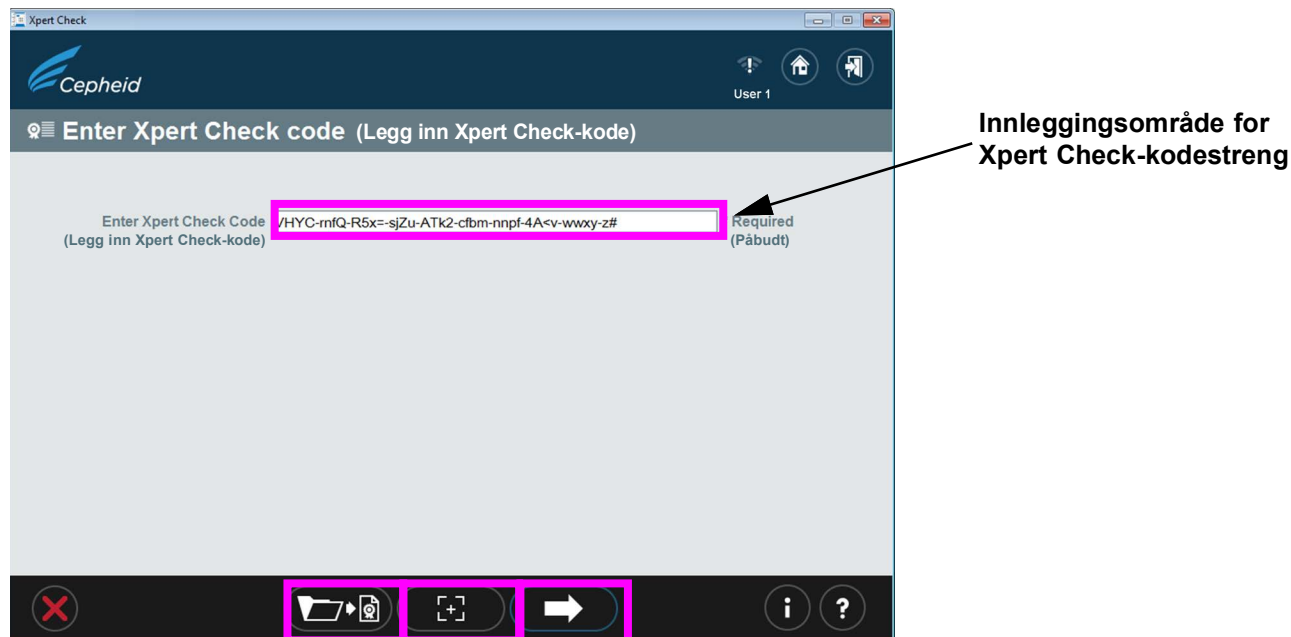 Xpert Check
Cepheid
User 1
Enter Xpert Check code (Legg inn Xpert Check-kode)
Innleggingsområde for
Xpert Check-kodestreng
Enter Xpert Check Code /HYC-rnfQ-R5x=-sjZu-ATk2-cfbm-nnpf-4A<v-wwxy-z# Required
(Legg inn Xpert Check-kode) (Påbudt)